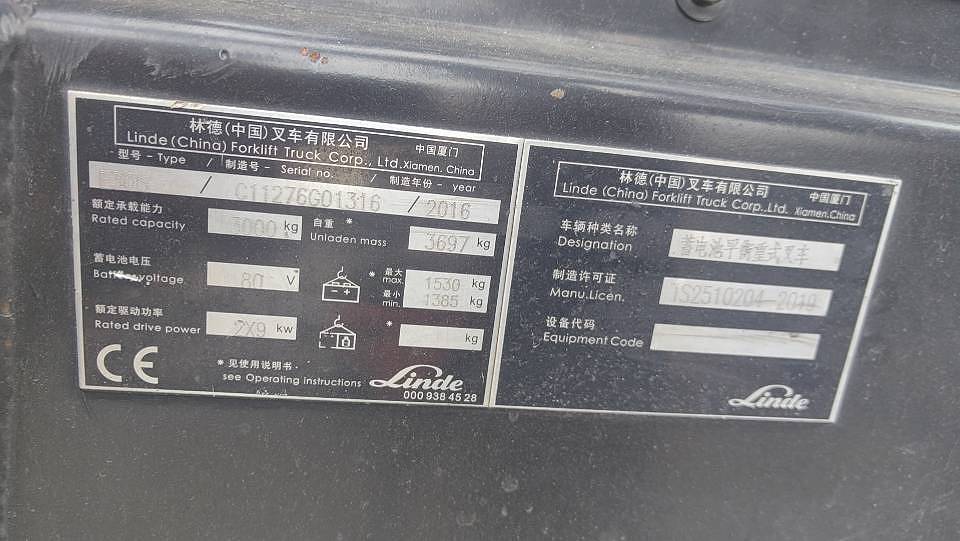 林德(中国)叉车有限公司 中国厦门
Linde (China) Forklift Truck Corp., Ltd. Xiamen. China
型号 - Type / 制造号 - Serial no. / 制造年份 - year
/ G11276G01316 / 2016
额定承载能力
Rated capacity 3000 kg
自重 *
Unladen mass 3697 kg
蓄电池电压
Battery voltage 80 V
* 最大 max. 1530 kg
最小 min. 1385 kg
额定驱动功率
Rated drive power 2X9 kw
* kg
CE
* 见使用说明书 .
see Operating instructions
Linde
000 938 45 28
林德(中国)叉车有限公司 中国厦门
Linde (China) Forklift Truck Corp.,Ltd. Xiamen.China
车辆种类名称
Designation 蓄电池平衡重式叉车
制造许可证
Manu.Licen. TS2510204-2019
设备代码
Equipment Code
Linde